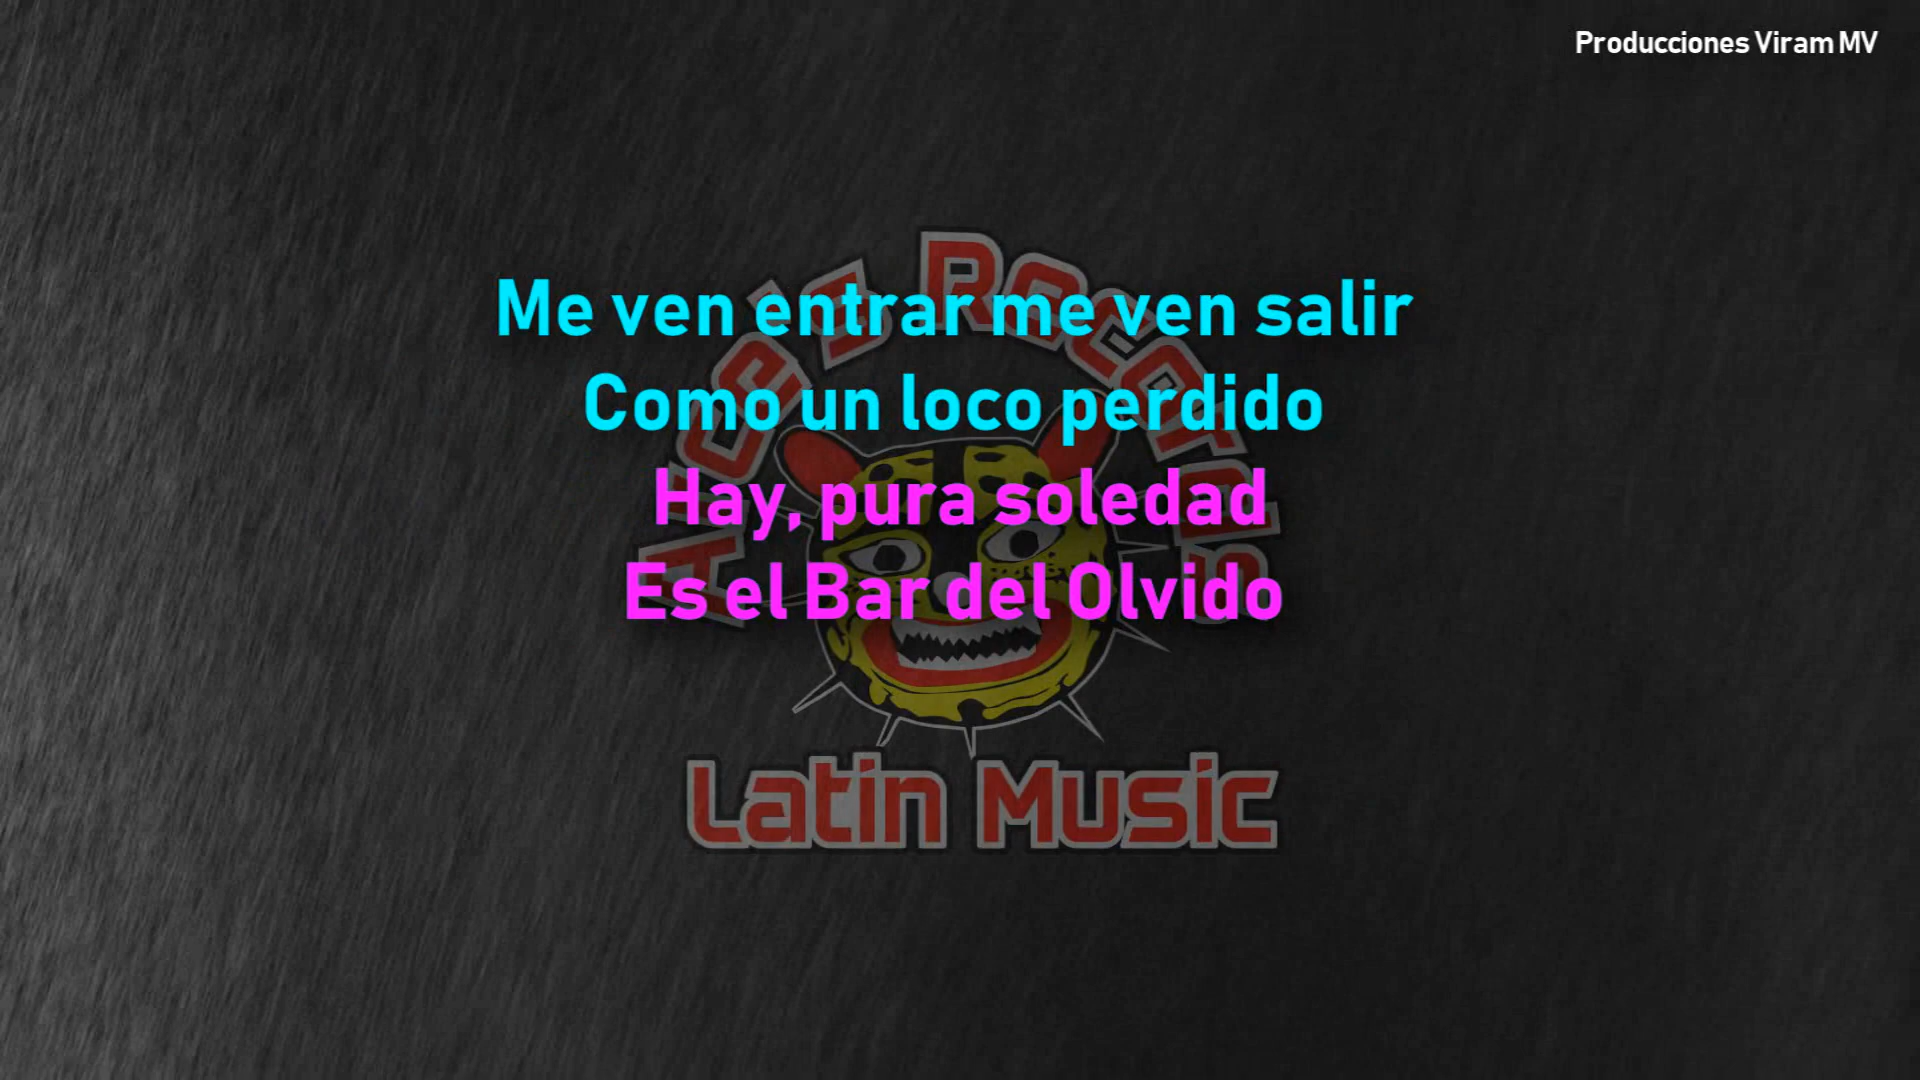 Producciones Viram MV
Me ven entrar me ven salir
Como un loco perdido
Hay, pura soledad
Es el Bar del Olvido
Latin Music